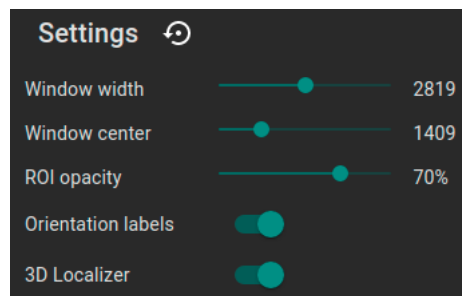 Settings
Window width 2819
Window center 1409
ROI opacity 70%
Orientation labels
3D Localizer